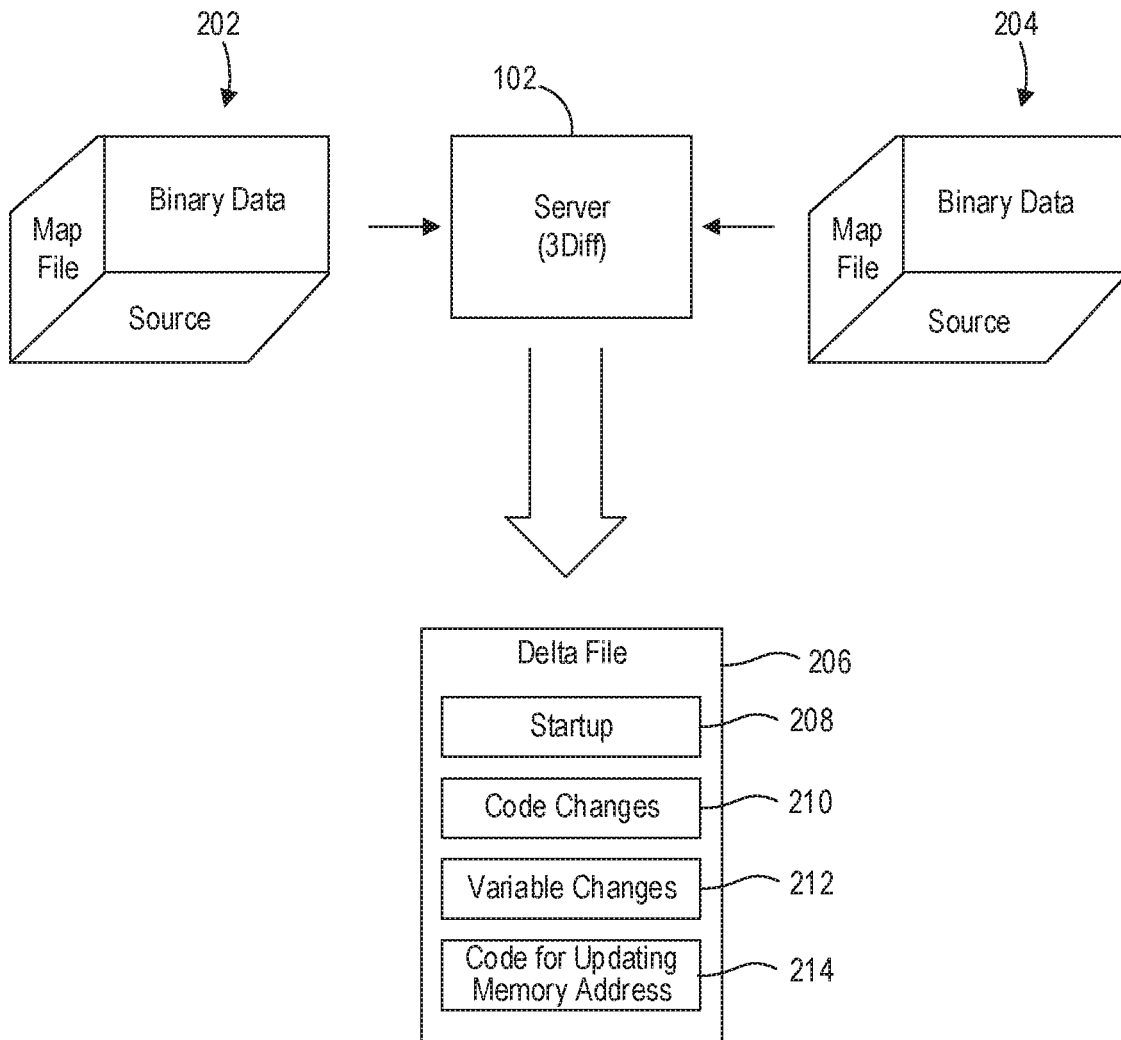 202
204
102
Binary Data
Map
File
Source
Server
(3Diff)
Binary Data
Map
File
Source
Delta File
206
Startup
208
Code Changes
210
Variable Changes
212
Code for Updating
Memory Address
214